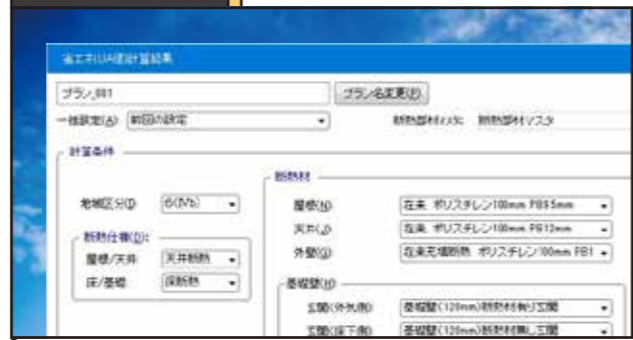 省エネ(UA値)計算結果
プラン_001 プラン名変更(P)
一括設定(A) 前回の設定 断熱部材マスタ: 断熱部材マスタ
計算条件
断熱材
地域区分(I) 6(IVb) 屋根(N) 在来 ポリスチレン100mm PB9.5mm
天井(J) 在来 ポリスチレン100mm PB12mm
断熱仕様(D): 外壁(G) 在来充填断熱 ポリスチレン100mm PB1
屋根/天井 天井断熱
床/基礎 床断熱 基礎壁(H)
玄関(外気側) 基礎壁(120mm)断熱材有り玄関
玄関(床下側) 基礎壁(120mm)断熱材無し玄関